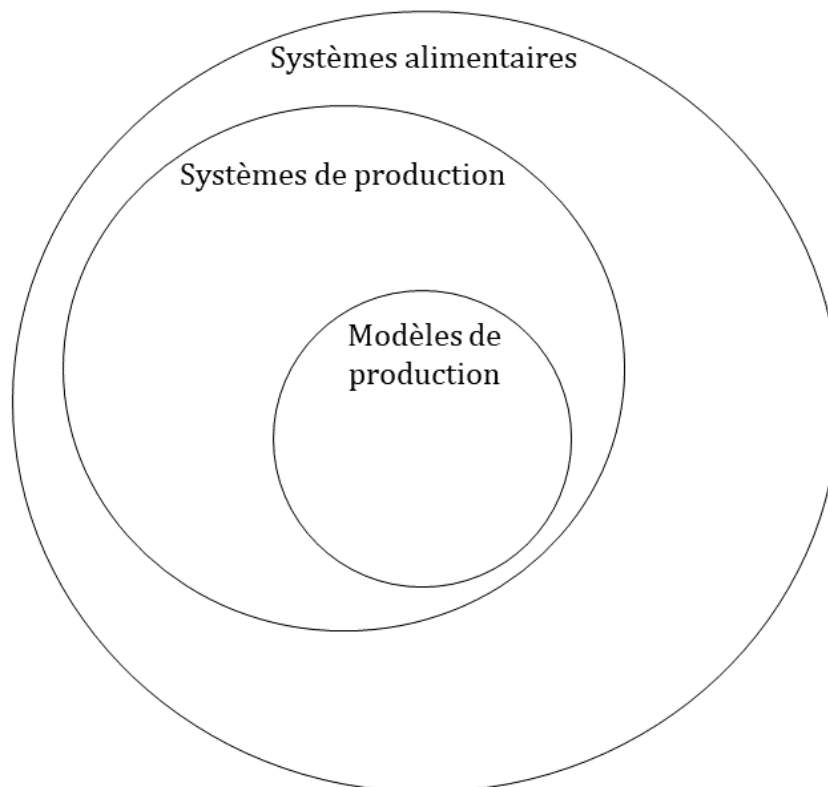 Systèmes alimentaires
Systèmes de production
Modèles de
production